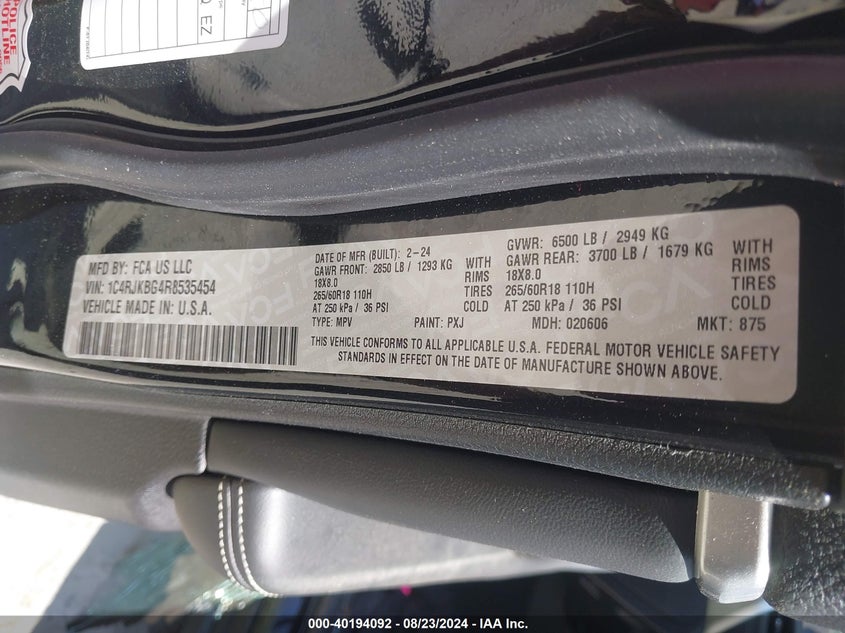 POLICE
HOTLINE
0 EZ
MFD BY: FCA US LLC
VIN: 1C4RJKBG4R8535454
VEHICLE MADE IN: U.S.A.
DATE OF MFR (BUILT): 2-24
GAWR FRONT: 2850 LB / 1293 KG WITH
18X8.0 RIMS
265/60R18 110H TIRES
AT 250 kPa / 36 PSI COLD
GVWR: 6500 LB / 2949 KG
GAWR REAR: 3700 LB / 1679 KG WITH
18X8.0 RIMS
265/60R18 110H TIRES
AT 250 kPa / 36 PSI COLD
TYPE: MPV PAINT: PXJ MDH: 020606 MKT: 875
THIS VEHICLE CONFORMS TO ALL APPLICABLE U.S.A. FEDERAL MOTOR VEHICLE SAFETY
STANDARDS IN EFFECT ON THE DATE OF MANUFACTURE SHOWN ABOVE.
000-40194092 - 08/23/2024 - IAA Inc.